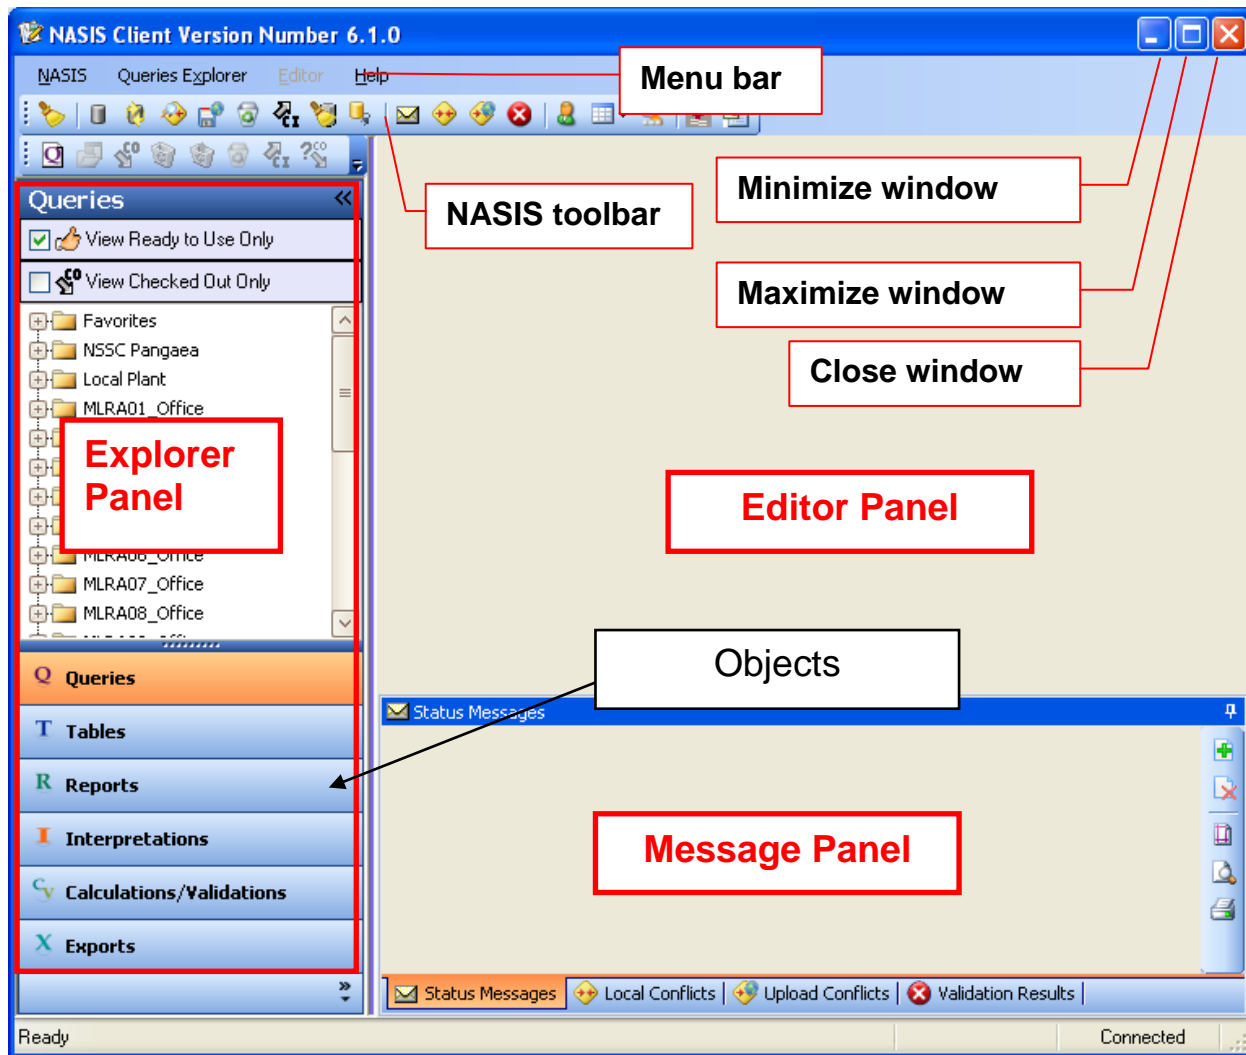 NASIS Client Version Number 6.1.0
NASIS Queries Explorer Editor Help
Menu bar
NASIS toolbar
Minimize window
Maximize window
Close window
Queries
View Ready to Use Only
View Checked Out Only
Favorites
NSSC Pangaea
Local Plant
MLRA01_Office
Explorer
Panel
MLRA06_Office
MLRA07_Office
MLRA08_Office
Editor Panel
Objects
Queries
Tables
Reports
Interpretations
Calculations/Validations
Exports
Status Messages
Message Panel
Status Messages Local Conflicts Upload Conflicts Validation Results
Ready
Connected